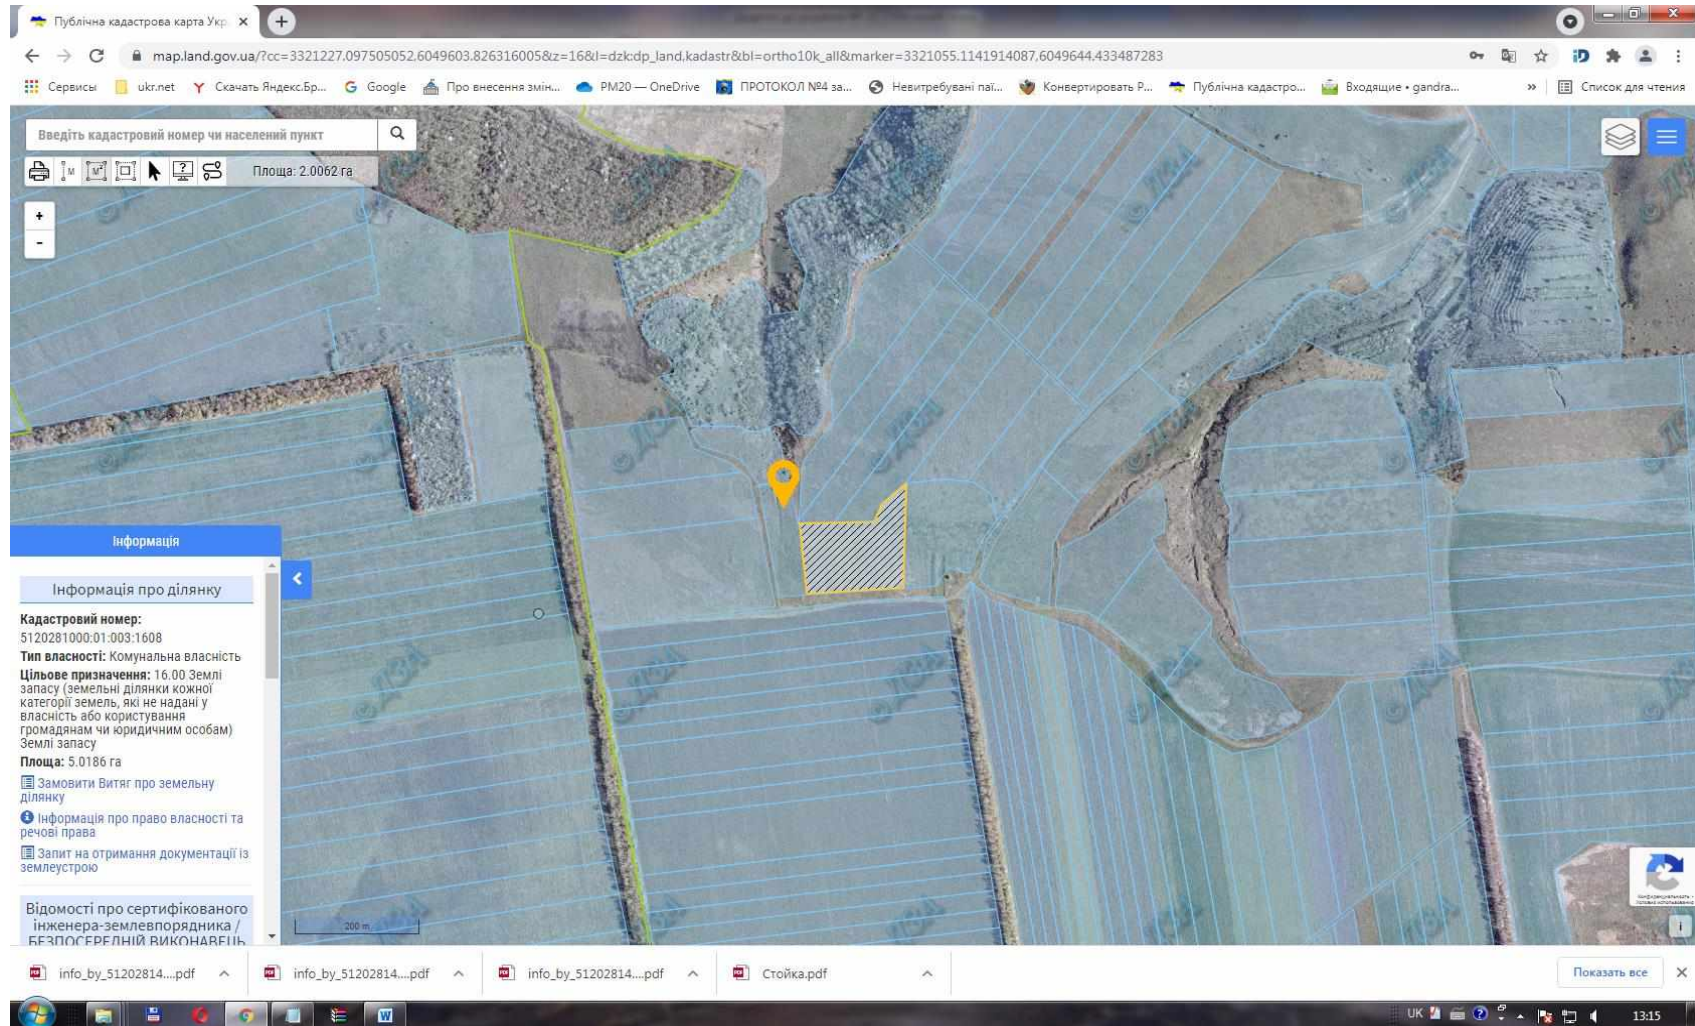 Публічна кадастрова карта Укр
map.land.gov.ua/?cc=3321227.097505052,6049603.826316005&z=16&l=dzk:dp_land,kadastr&bl=ortho10k_all&marker=3321055.1141914087,6049644.433487283
Сервисы ukr.net Скачать Яндекс.Бр... Google Про внесення змін... PM20 — OneDrive ПРОТОКОЛ №4 за... Невитребувані паї... Конвертировать P... Публічна кадастро... Входящие • gandra... » Список для чтения
Введіть кадастровий номер чи населений пункт
Площа: 2.0062 га
+
-
© ДЗА
Інформація
Інформація про ділянку
Кадастровий номер:
5120281000:01:003:1608
Тип власності: Комунальна власність
Цільове призначення: 16.00 Землі
запасу (земельні ділянки кожної
категорії земель, які не надані у
власність або користування
громадянам чи юридичним особам)
Землі запасу
Площа: 5.0186 га
Замовити Витяг про земельну
ділянку
Інформація про право власності та
речові права
Запит на отримання документації із
землеустрою
Відомості про сертифікованого
інженера-землевпорядника /
БЕЗПОСЕРЕДНІЙ ВИКОНАВЕЦЬ
200 m
info_by_51202814....pdf info_by_51202814....pdf info_by_51202814....pdf Стойка.pdf Показать все
UK 13:15